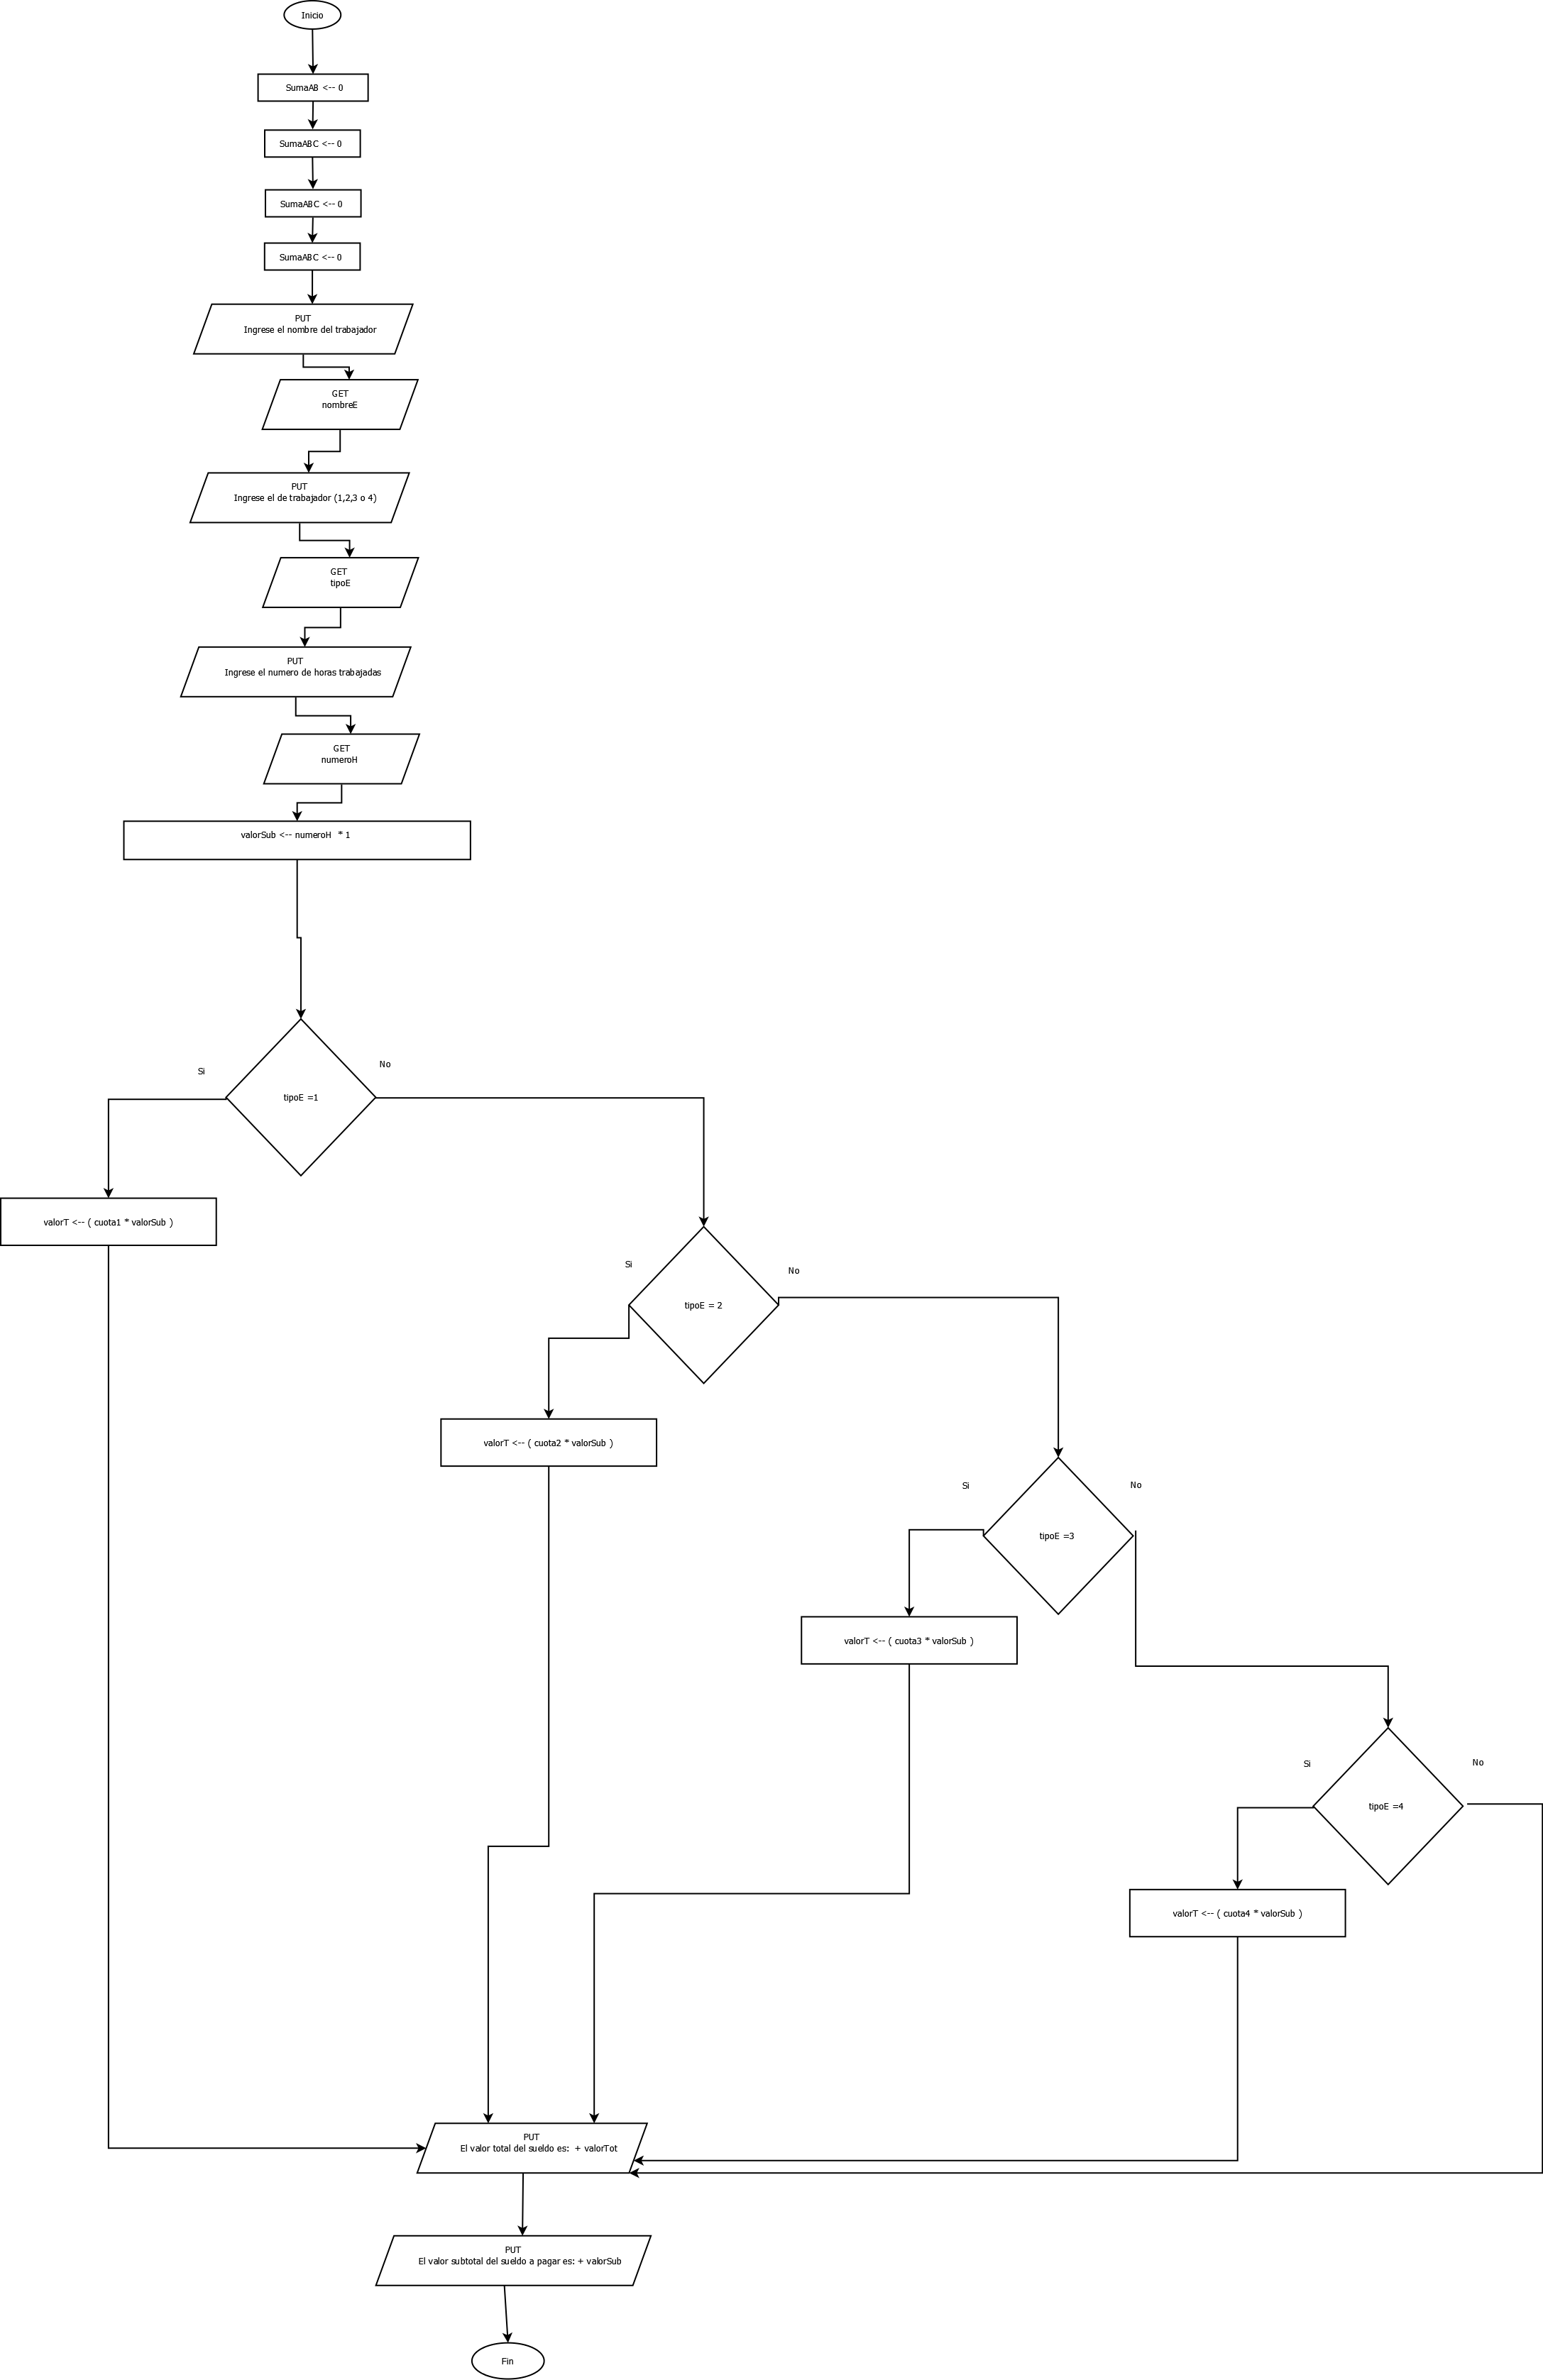 Inicio
SumaAB <-- 0
SumaABC <-- 0
SumaABC <-- 0
SumaABC <-- 0
PUT
Ingrese el nombre del trabajador
GET
nombreE
PUT
Ingrese el de trabajador (1,2,3 o 4)
GET
tipoE
PUT
Ingrese el numero de horas trabajadas
GET
numeroH
valorSub <-- numeroH * 1
Si
No
tipoE =1
valorT <-- ( cuota1 * valorSub )
Si
No
tipoE = 2
valorT <-- ( cuota2 * valorSub )
Si
No
tipoE =3
valorT <-- ( cuota3 * valorSub )
Si
No
tipoE =4
valorT <-- ( cuota4 * valorSub )
PUT
El valor total del sueldo es: + valorTot
PUT
El valor subtotal del sueldo a pagar es: + valorSub
Fin